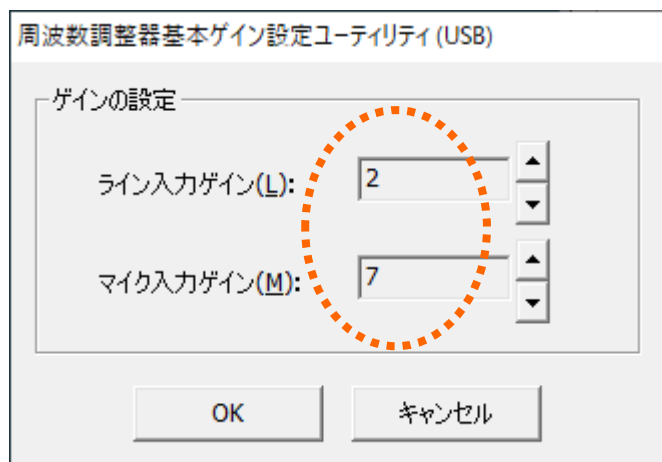 周波数調整器基本ゲイン設定ユーティリティ (USB)
ゲインの設定
ライン入力ゲイン(L): 2
マイク入力ゲイン(M): 7
OK キャンセル